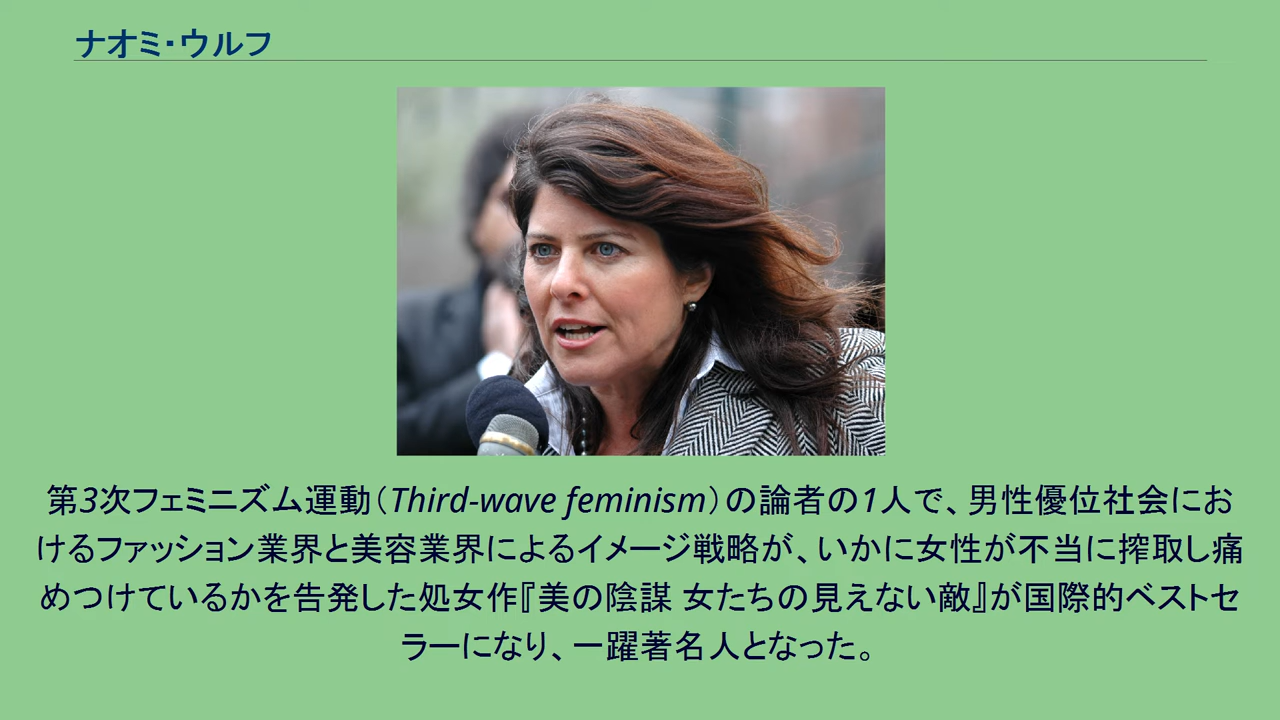 ナオミ・ウルフ
第3次フェミニズム運動（Third-wave feminism）の論者の1人で、男性優位社会にお
けるファッション業界と美容業界によるイメージ戦略が、いかに女性が不当に搾取し痛
めつけているかを告発した処女作『美の陰謀 女たちの見えない敵』が国際的ベストセ
ラーになり、一躍著名人となった。